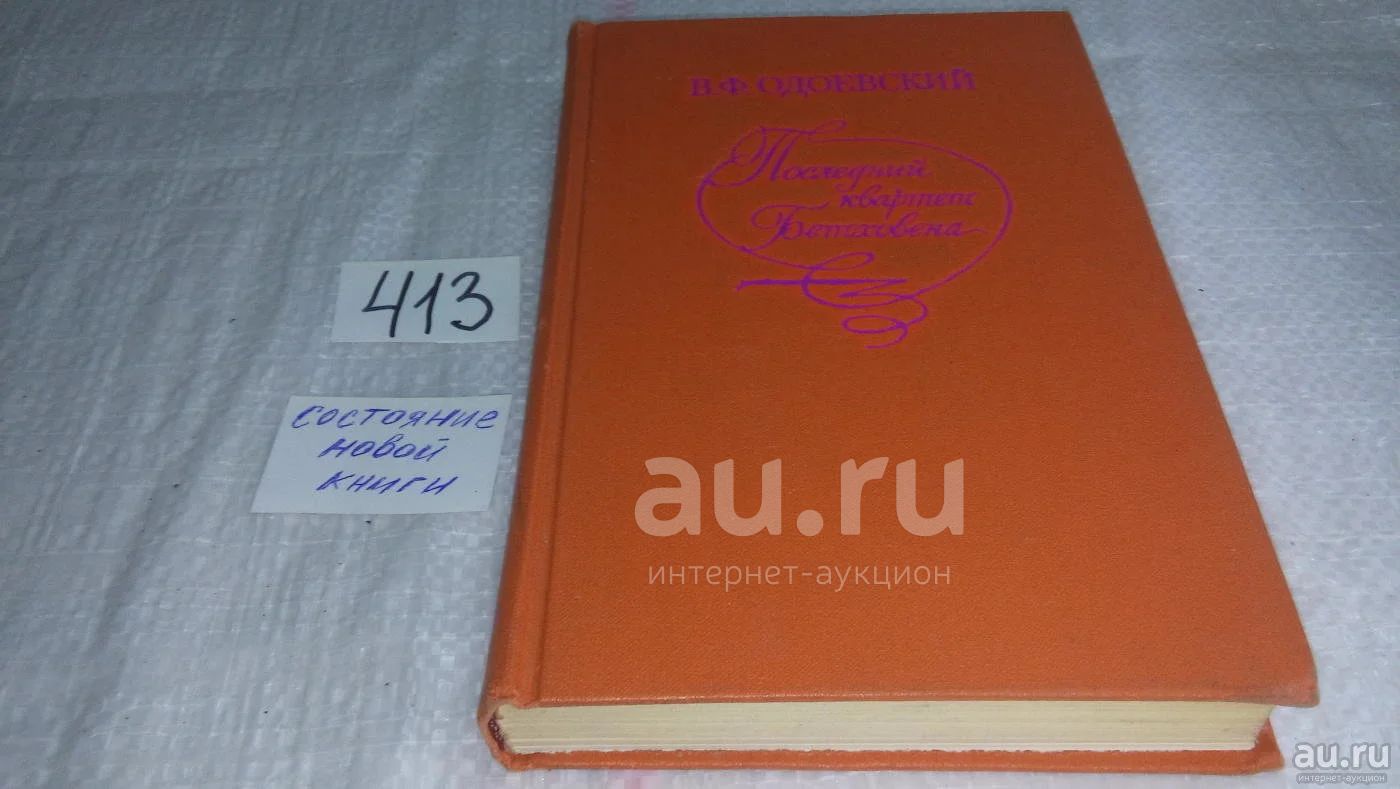 В.Ф. ОДОЕВСКИЙ
Последний
квартет
Бетховена
413
состояние
новой
книги
au.ru
интернет-аукцион
au.ru
интернет-аукцион